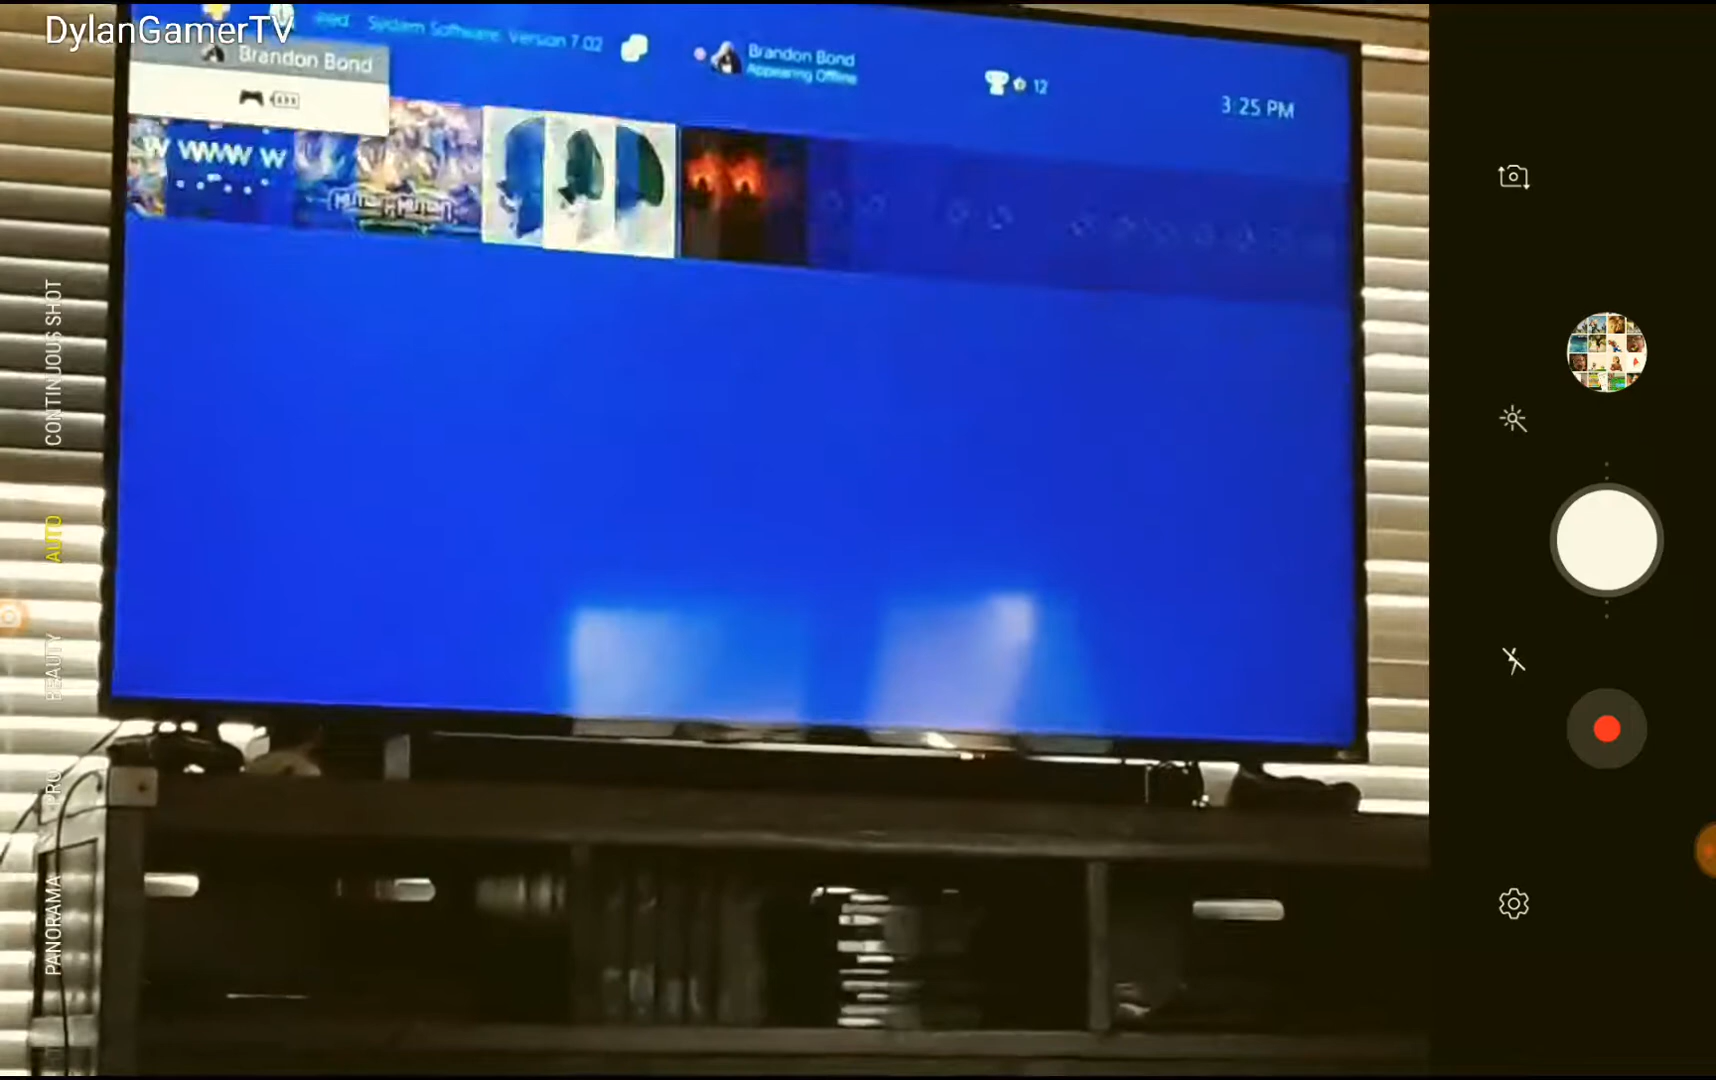 DylanGamerTV
System Software: Version 7.02
Brandon Bond
Brandon Bond
Appearing Offline
12
3:25 PM
W WWW W
CONTINUOUS SHOT
AUTO
BEAUTY
PRO
PANORAMA